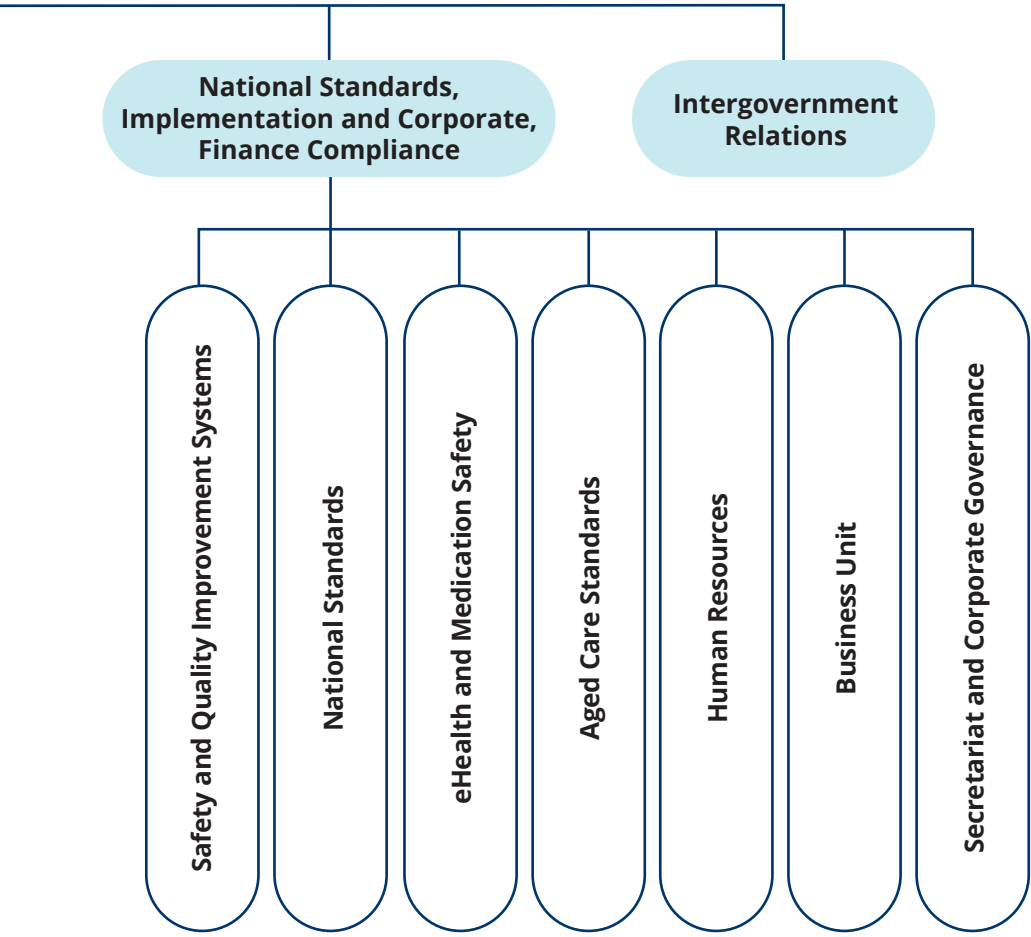 National Standards,
Implementation and Corporate,
Finance Compliance
Intergovernment
Relations
Safety and Quality Improvement Systems
National Standards
eHealth and Medication Safety
Aged Care Standards
Human Resources
Business Unit
Secretariat and Corporate Governance